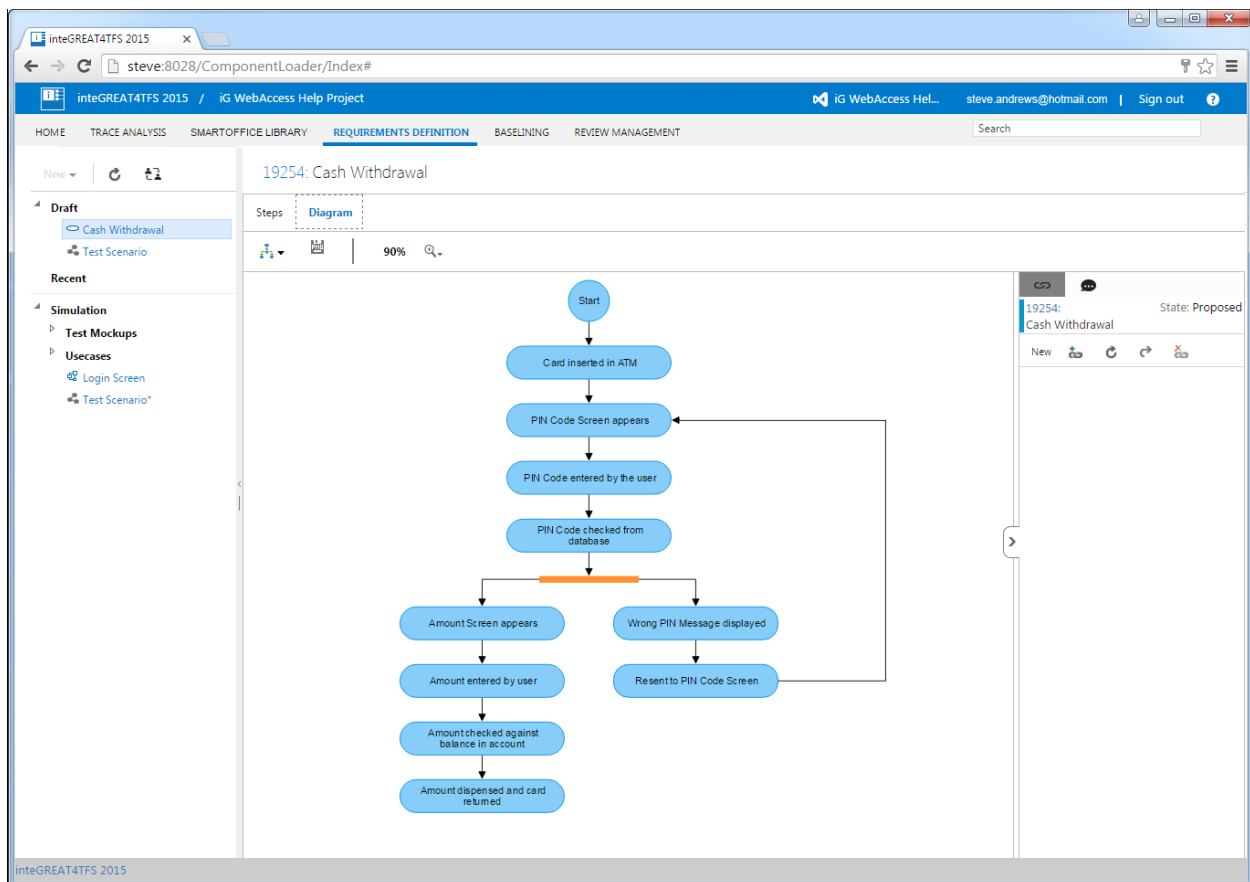 inteGREAT4TFS 2015
steve:8028/ComponentLoader/Index#
inteGREAT4TFS 2015 / iG WebAccess Help Project
iG WebAccess Hel...
steve.andrews@hotmail.com | Sign out
HOME TRACE ANALYSIS SMARTOFFICE LIBRARY REQUIREMENTS DEFINITION BASELINING REVIEW MANAGEMENT
Search
New
19254: Cash Withdrawal
Draft
Cash Withdrawal
Test Scenario
Recent
Simulation
Test Mockups
Usecases
Login Screen
Test Scenario*
Steps Diagram
90%
Start
Card inserted in ATM
PIN Code Screen appears
PIN Code entered by the user
PIN Code checked from
database
Amount Screen appears
Wrong PIN Message displayed
Amount entered by user
Resent to PIN Code Screen
Amount checked against
balance in account
Amount dispensed and card
returned
19254:
State: Proposed
Cash Withdrawal
New
inteGREAT4TFS 2015